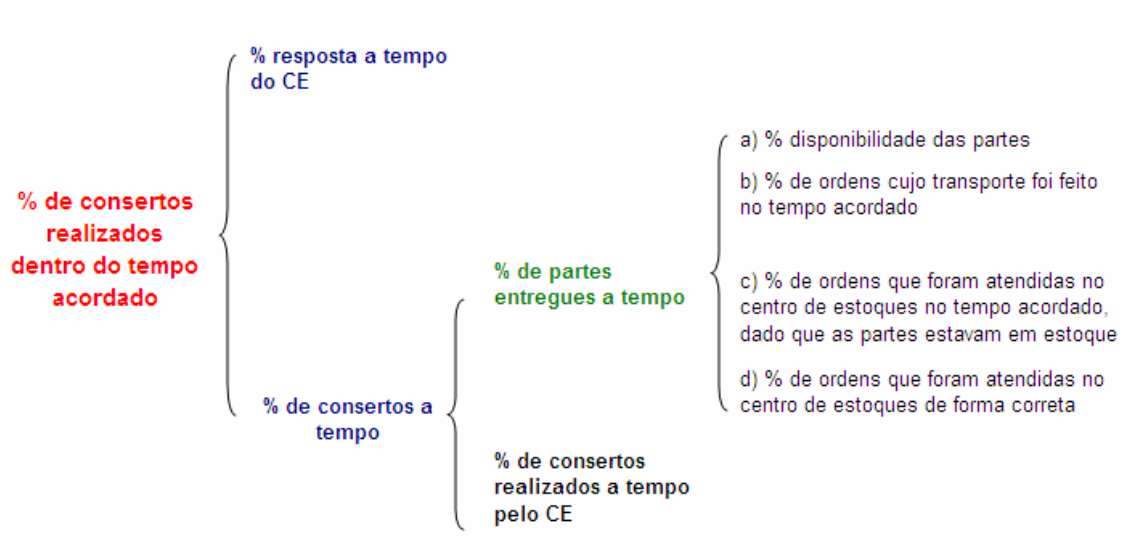 % resposta a tempo
do CE
a) % disponibilidade das partes
b) % de ordens cujo transporte foi feito
no tempo acordado
% de consertos
realizados
dentro do tempo
acordado
% de partes
entregues a tempo
c) % de ordens que foram atendidas no
centro de estoques no tempo acordado,
dado que as partes estavam em estoque
d) % de ordens que foram atendidas no
centro de estoques de forma correta
% de consertos a
tempo
% de consertos
realizados a tempo
pelo CE